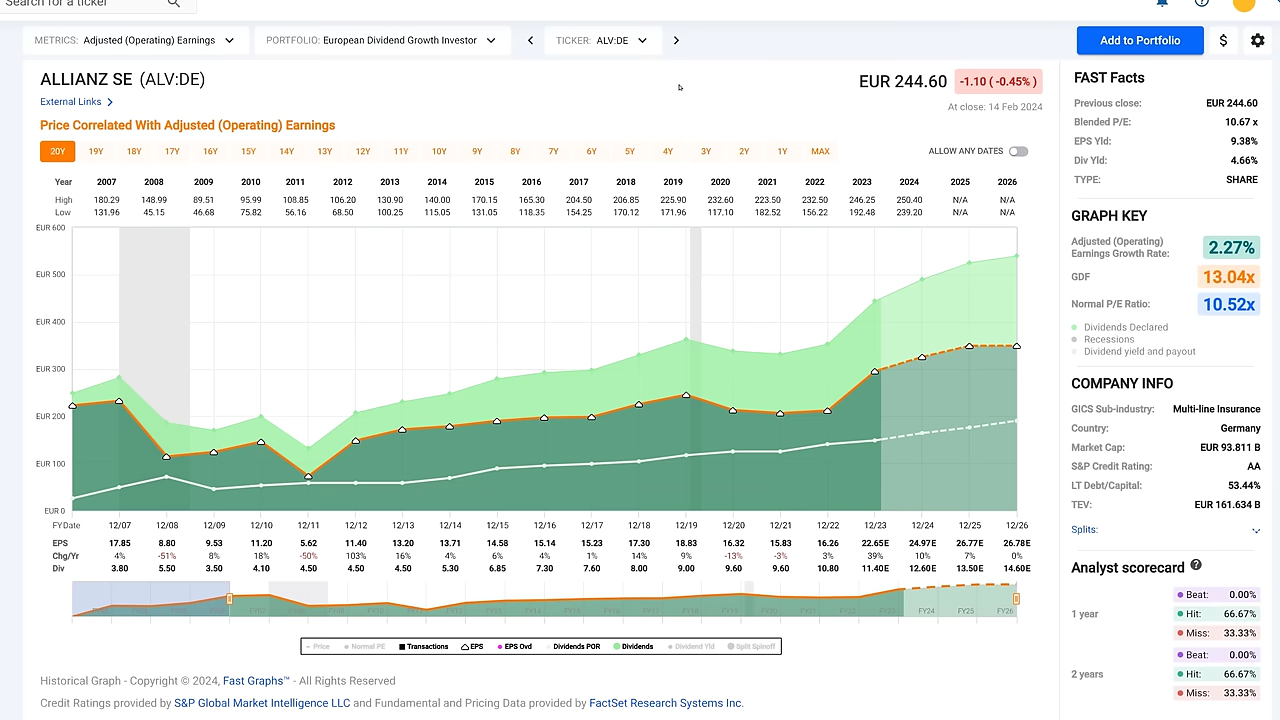 Search for a ticker
METRICS: Adjusted (Operating) Earnings
PORTFOLIO: European Dividend Growth Investor
TICKER: ALV:DE
Add to Portfolio
$
ALLIANZ SE (ALV:DE)
EUR 244.60 -1.10 ( -0.45% )
External Links
At close: 14 Feb 2024
Price Correlated With Adjusted (Operating) Earnings
20Y 19Y 18Y 17Y 16Y 15Y 14Y 13Y 12Y 11Y 10Y 9Y 8Y 7Y 6Y 5Y 4Y 3Y 2Y 1Y MAX
ALLOW ANY DATES
Year 2007 2008 2009 2010 2011 2012 2013 2014 2015 2016 2017 2018 2019 2020 2021 2022 2023 2024 2025 2026
High 180.29 148.99 89.51 95.99 108.85 106.20 130.90 140.00 170.15 165.30 204.50 206.85 225.90 232.60 223.50 232.50 246.25 250.40 N/A N/A
Low 131.96 45.15 46.68 75.82 56.16 68.50 100.25 115.05 131.05 118.35 154.25 170.12 171.96 117.10 182.52 156.22 192.48 239.20 N/A N/A
EUR 600
EUR 500
EUR 400
EUR 300
EUR 200
EUR 100
EUR 0
FYDate 12/07 12/08 12/09 12/10 12/11 12/12 12/13 12/14 12/15 12/16 12/17 12/18 12/19 12/20 12/21 12/22 12/23 12/24 12/25 12/26
EPS 17.85 8.80 9.53 11.20 5.62 11.40 13.20 13.71 14.58 15.14 15.23 17.30 18.83 16.32 15.83 16.26 22.65E 24.97E 26.77E 26.78E
Chg/Yr 4% -51% 8% 18% -50% 103% 16% 4% 6% 4% 1% 14% 9% -13% -3% 3% 39% 10% 7% 0%
Div 3.80 5.50 3.50 4.10 4.50 4.50 4.50 5.30 6.85 7.30 7.60 8.00 9.00 9.60 9.60 10.80 11.40E 12.60E 13.50E 14.60E
FY24 FY25 FY26
Price Normal PE Transactions EPS EPS Ovd Dividends POR Dividends Dividend Yld Split Spinoff
Historical Graph - Copyright © 2024, Fast Graphs™ - All Rights Reserved
Credit Ratings provided by S&P Global Market Intelligence LLC and Fundamental and Pricing Data provided by FactSet Research Systems Inc.
FAST Facts
Previous close: EUR 244.60
Blended P/E: 10.67 x
EPS Yld: 9.38%
Div Yld: 4.66%
TYPE: SHARE
GRAPH KEY
Adjusted (Operating)
Earnings Growth Rate: 2.27%
GDF 13.04x
Normal P/E Ratio: 10.52x
Dividends Declared
Recessions
Dividend yield and payout
COMPANY INFO
GICS Sub-industry: Multi-line Insurance
Country: Germany
Market Cap: EUR 93.811 B
S&P Credit Rating: AA
LT Debt/Capital: 53.44%
TEV: EUR 161.634 B
Splits:
Analyst scorecard
1 year
Beat: 0.00%
Hit: 66.67%
Miss: 33.33%
2 years
Beat: 0.00%
Hit: 66.67%
Miss: 33.33%